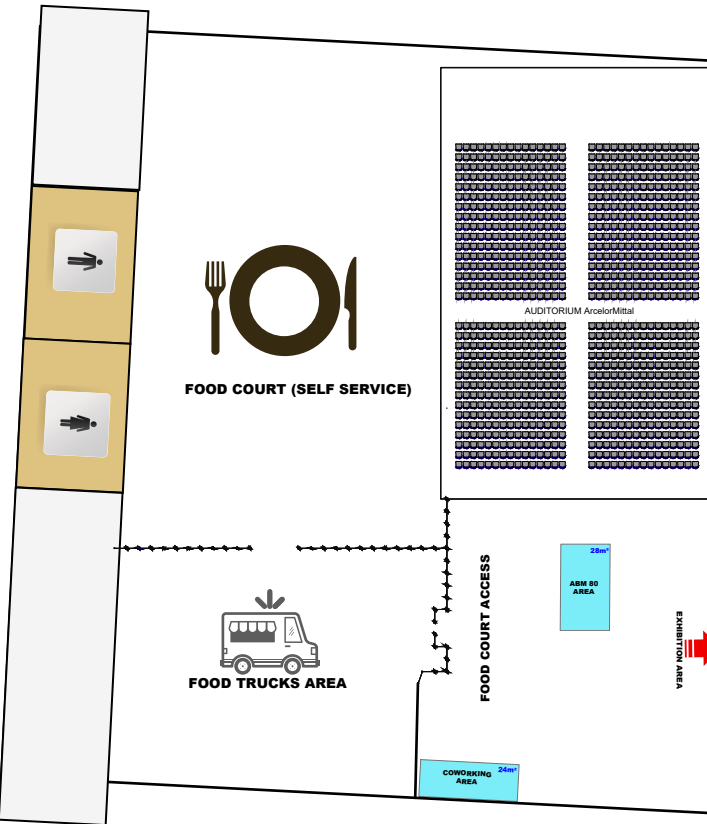 AUDITORIUM ArcelorMittal
FOOD COURT (SELF SERVICE)
28m²
ABM 80
AREA
FOOD COURT ACCESS
EXHIBITION AREA
FOOD TRUCKS AREA
24m²
COWORKING
AREA